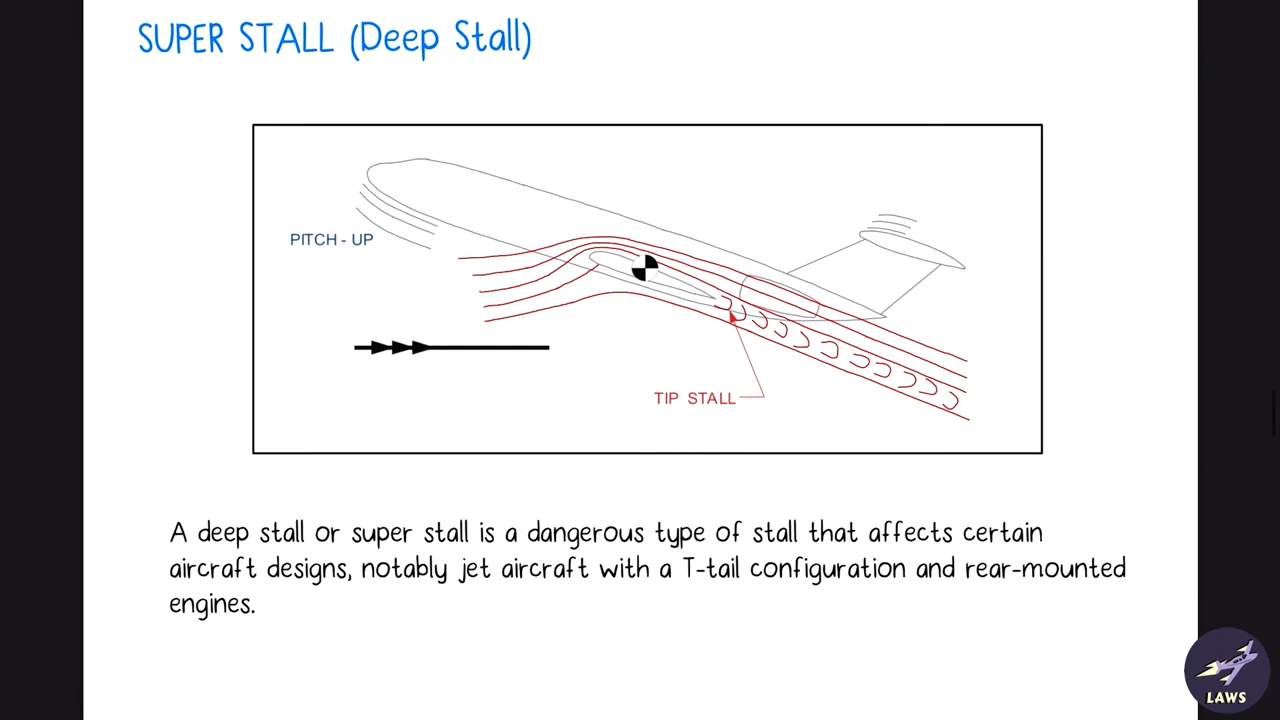 SUPER STALL (Deep Stall)
PITCH - UP
TIP STALL
A deep stall or super stall is a dangerous type of stall that affects certain
aircraft designs, notably jet aircraft with a T-tail configuration and rear-mounted
engines.
LAWS